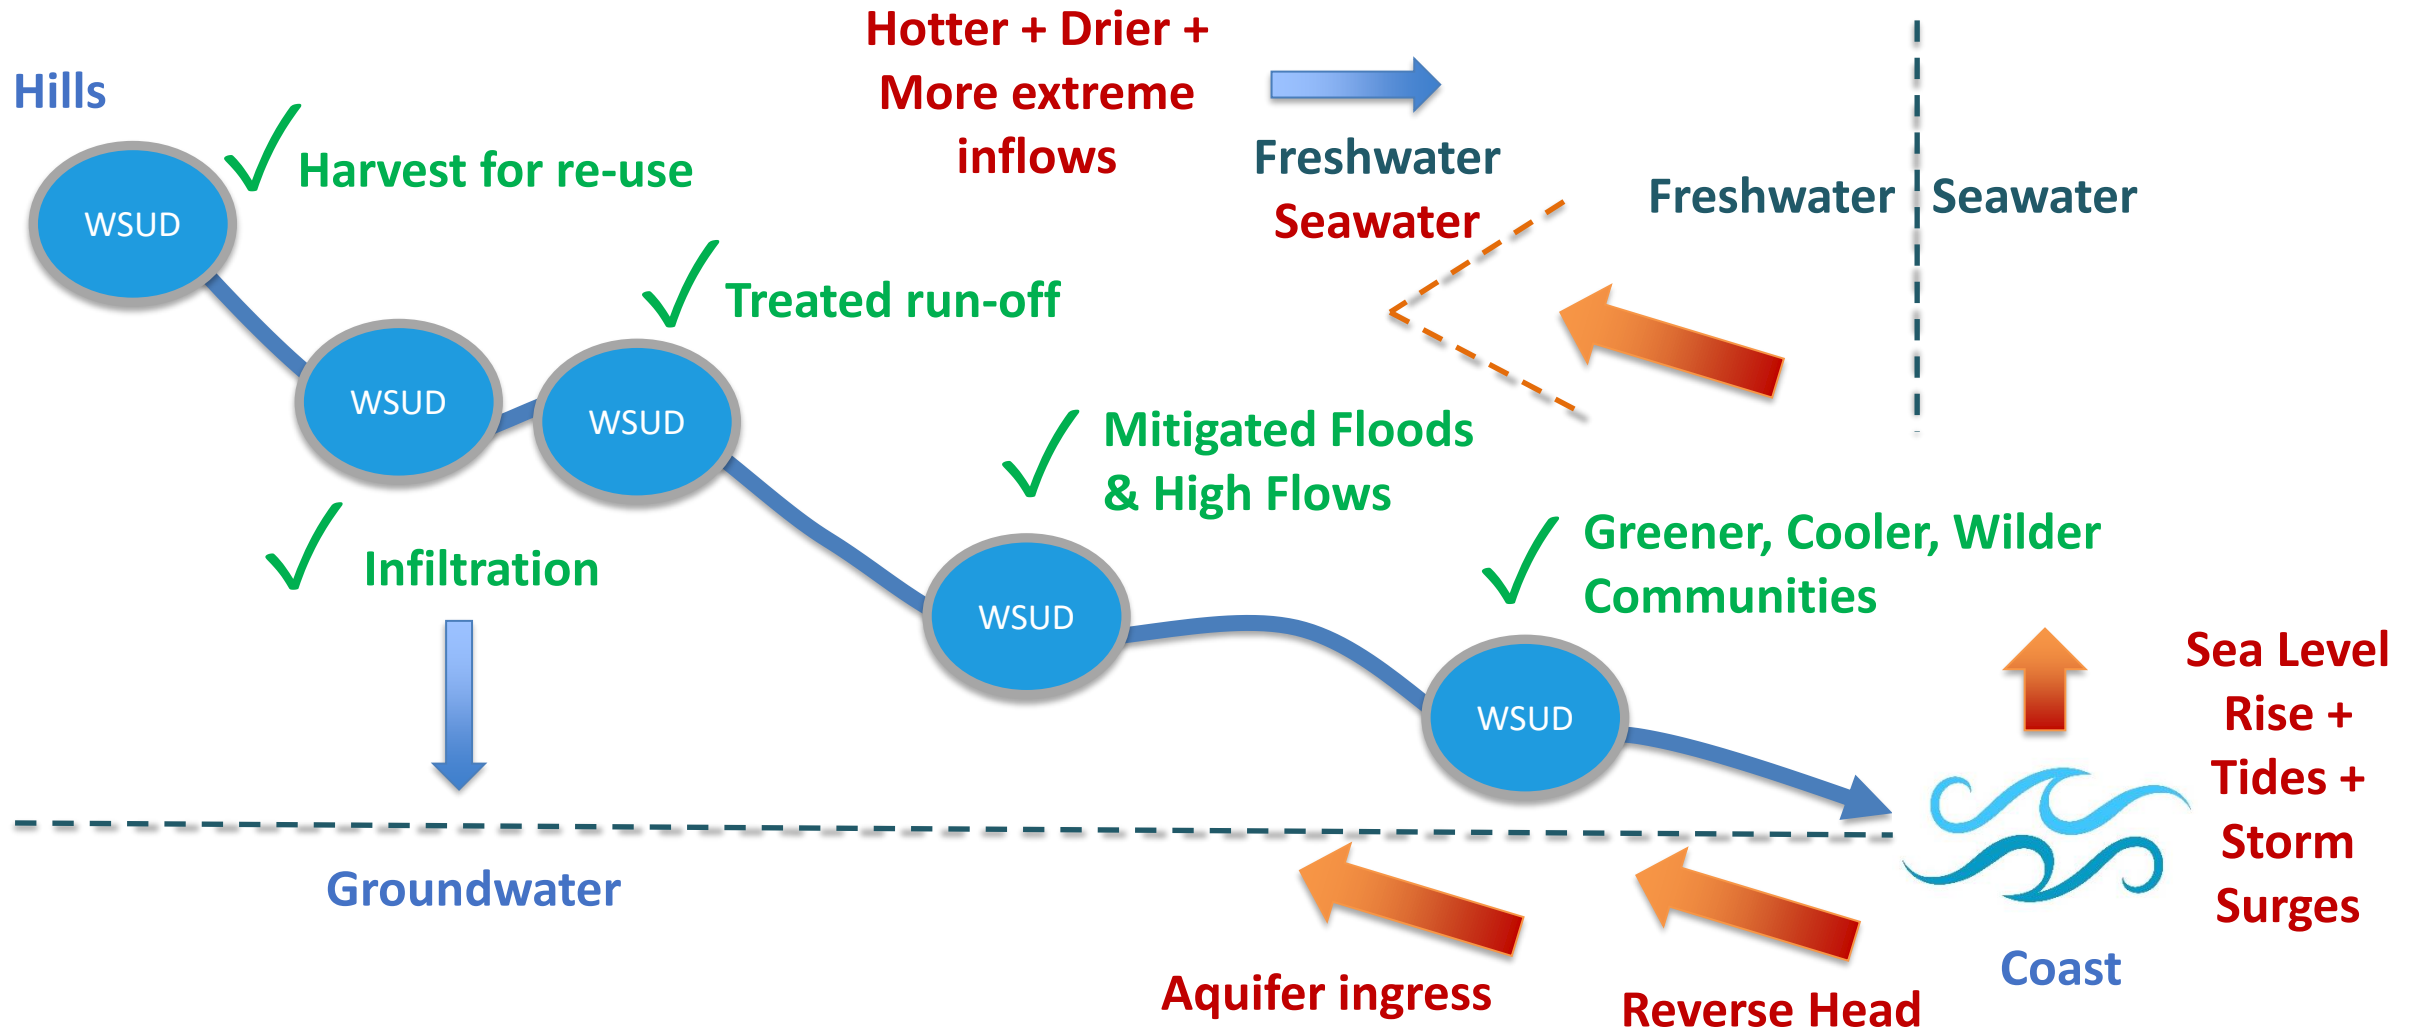 Hotter + Drier +
More extreme
inflows
Hills
Harvest for re-use
WSUD
Freshwater
Seawater
Freshwater
Seawater
Treated run-off
WSUD
WSUD
Mitigated Floods
& High Flows
Infiltration
WSUD
Greener, Cooler, Wilder
Communities
WSUD
Sea Level
Rise +
Tides +
Storm
Surges
Groundwater
Aquifer ingress
Reverse Head
Coast